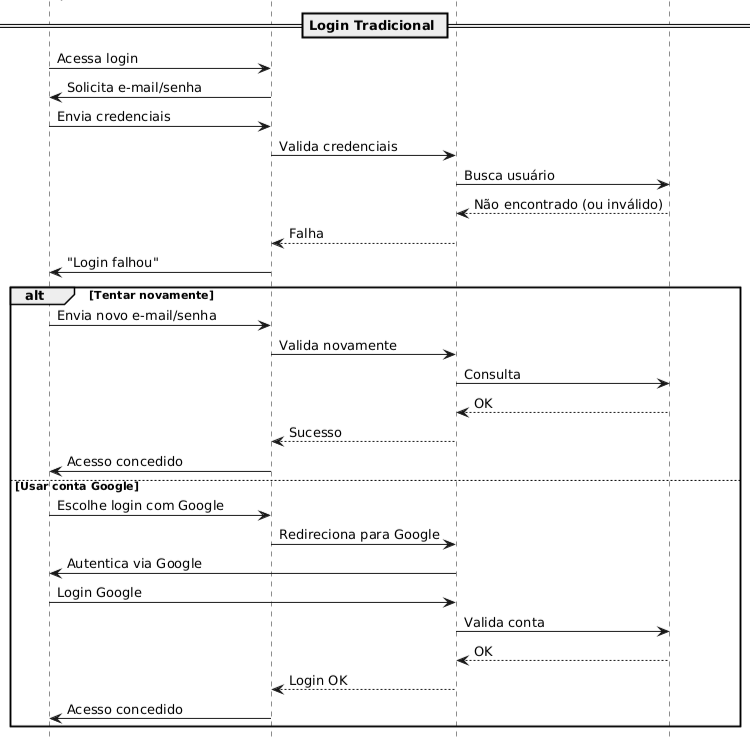 Login Tradicional
Acessa login
Solicita e-mail/senha
Envia credenciais
Valida credenciais
Busca usuário
Não encontrado (ou inválido)
Falha
"Login falhou"
alt [Tentar novamente]
Envia novo e-mail/senha
Valida novamente
Consulta
OK
Sucesso
Acesso concedido
[Usar conta Google]
Escolhe login com Google
Redireciona para Google
Autentica via Google
Login Google
Valida conta
OK
Login OK
Acesso concedido